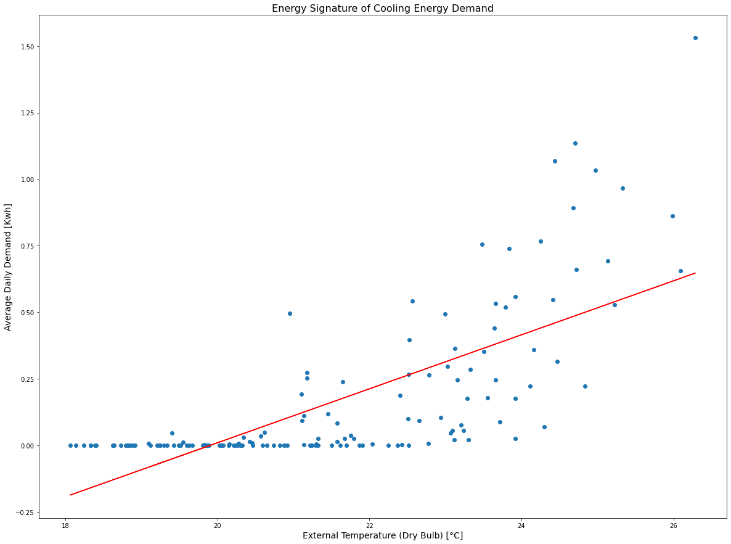 Energy Signature of Cooling Energy Demand
1.50
1.25
1.00
0.75
0.50
0.25
0.00
−0.25
Average Daily Demand [Kwh]
18 20 22 24 26
External Temperature (Dry Bulb) [°C]